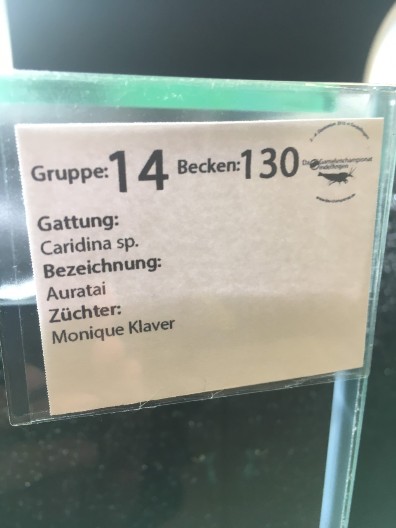 Gruppe: 14 Becken: 130
Gattung:
Caridina sp.
Bezeichnung:
Auratai
Züchter:
Monique Klaver